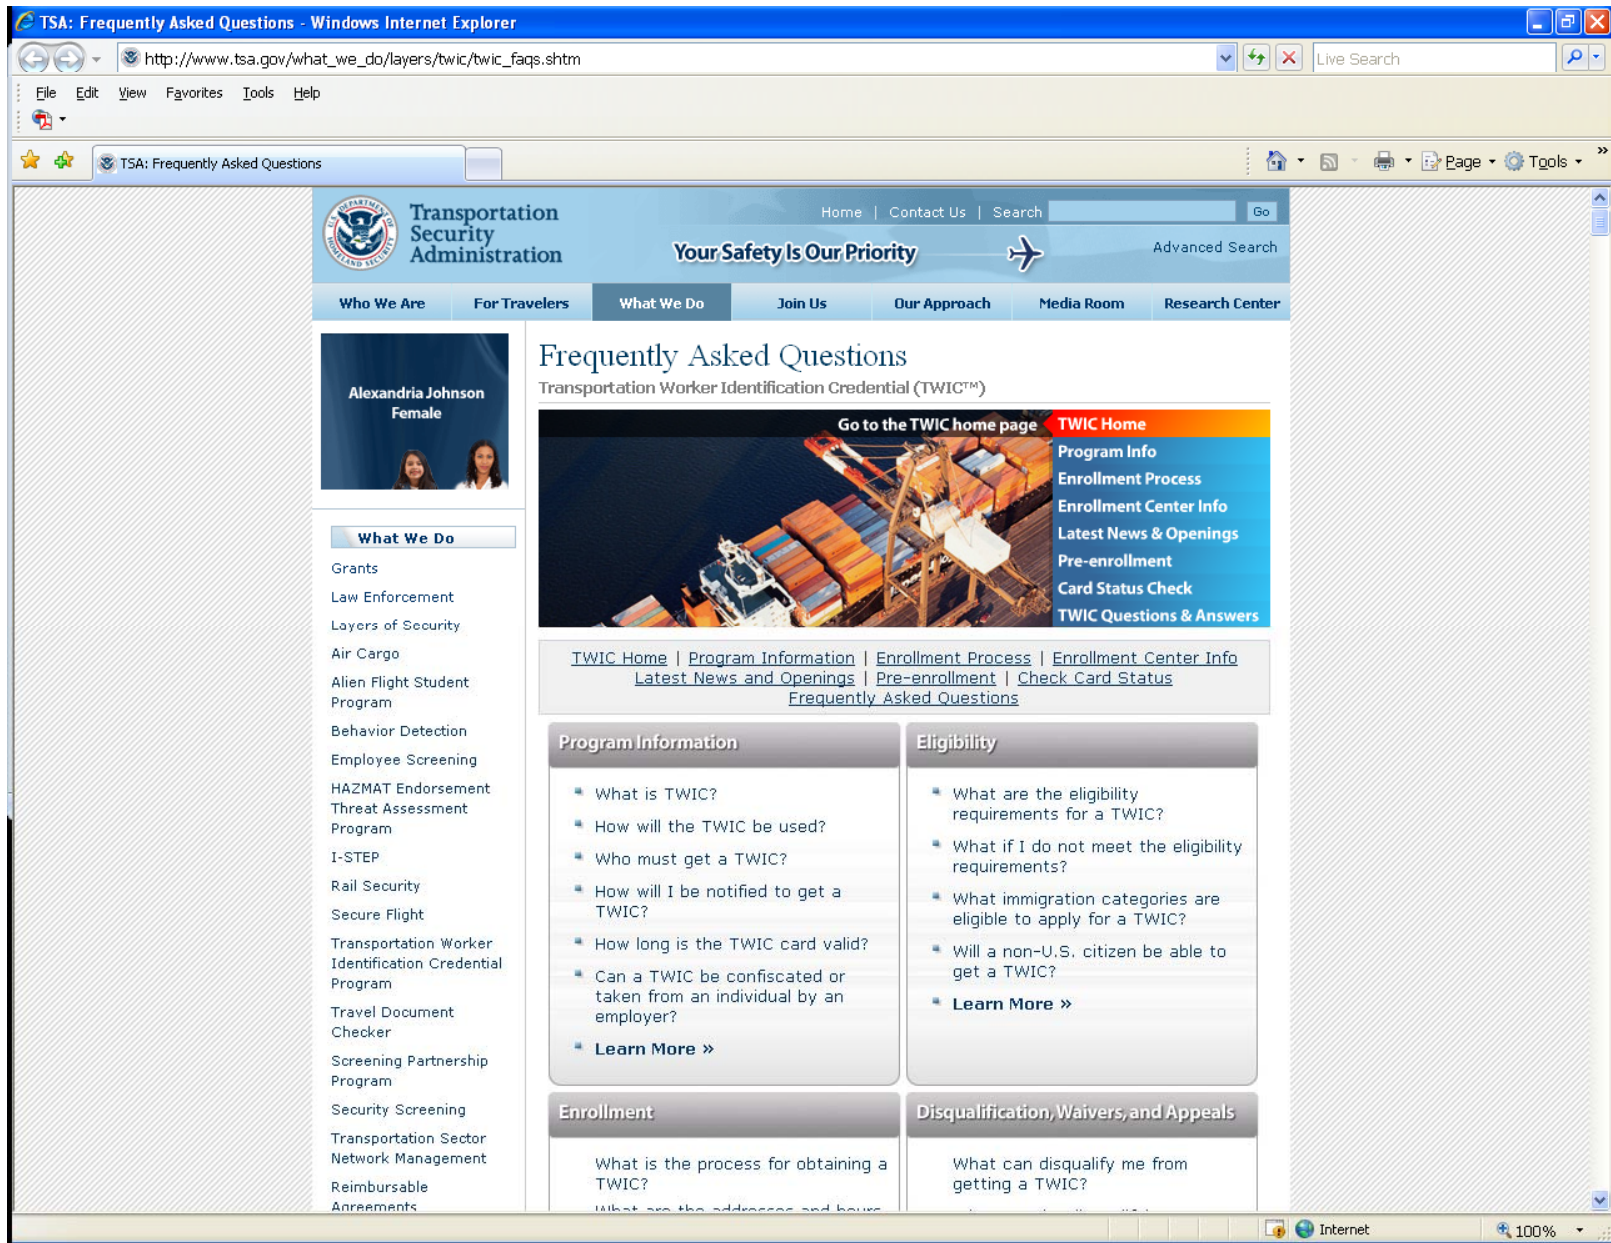 TSA: Frequently Asked Questions - Windows Internet Explorer
http://www.tsa.gov/what_we_do/layers/twic/twic_faqs.shtm
Live Search
File Edit View Favorites Tools Help
TSA: Frequently Asked Questions
Page Tools
U.S. DEPARTMENT OF HOMELAND SECURITY
Transportation
Security
Administration
Home | Contact Us | Search Go
Your Safety Is Our Priority
Advanced Search
Who We Are For Travelers What We Do Join Us Our Approach Media Room Research Center
Alexandria Johnson
Female
What We Do
Grants
Law Enforcement
Layers of Security
Air Cargo
Alien Flight Student
Program
Behavior Detection
Employee Screening
HAZMAT Endorsement
Threat Assessment
Program
I-STEP
Rail Security
Secure Flight
Transportation Worker
Identification Credential
Program
Travel Document
Checker
Screening Partnership
Program
Security Screening
Transportation Sector
Network Management
Reimbursable
Agreements
Frequently Asked Questions
Transportation Worker Identification Credential (TWIC™)
Go to the TWIC home page
TWIC Home
Program Info
Enrollment Process
Enrollment Center Info
Latest News & Openings
Pre-enrollment
Card Status Check
TWIC Questions & Answers
TWIC Home | Program Information | Enrollment Process | Enrollment Center Info
Latest News and Openings | Pre-enrollment | Check Card Status
Frequently Asked Questions
Program Information
What is TWIC?
How will the TWIC be used?
Who must get a TWIC?
How will I be notified to get a
TWIC?
How long is the TWIC card valid?
Can a TWIC be confiscated or
taken from an individual by an
employer?
Learn More »
Eligibility
What are the eligibility
requirements for a TWIC?
What if I do not meet the eligibility
requirements?
What immigration categories are
eligible to apply for a TWIC?
Will a non-U.S. citizen be able to
get a TWIC?
Learn More »
Enrollment
What is the process for obtaining a
TWIC?
What are the addresses and hours
Disqualification, Waivers, and Appeals
What can disqualify me from
getting a TWIC?
Internet
100%